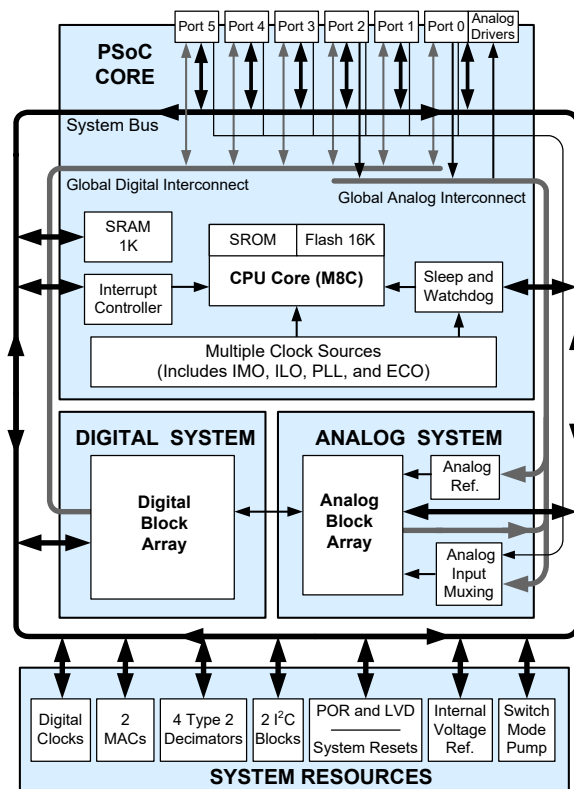 Port 5
Port 4
Port 3
Port 2
Port 1
Port 0
Analog
Drivers
PSoC
CORE
System Bus
Global Digital Interconnect
Global Analog Interconnect
SRAM
1K
SROM
Flash 16K
CPU Core (M8C)
Interrupt
Controller
Sleep and
Watchdog
Multiple Clock Sources
(Includes IMO, ILO, PLL, and ECO)
DIGITAL SYSTEM
ANALOG SYSTEM
Digital
Block
Array
Analog
Block
Array
Analog
Ref.
Analog
Input
Muxing
Digital
Clocks
2
MACs
4 Type 2
Decimators
2 I²C
Blocks
POR and LVD
System Resets
Internal
Voltage
Ref.
Switch
Mode
Pump
SYSTEM RESOURCES